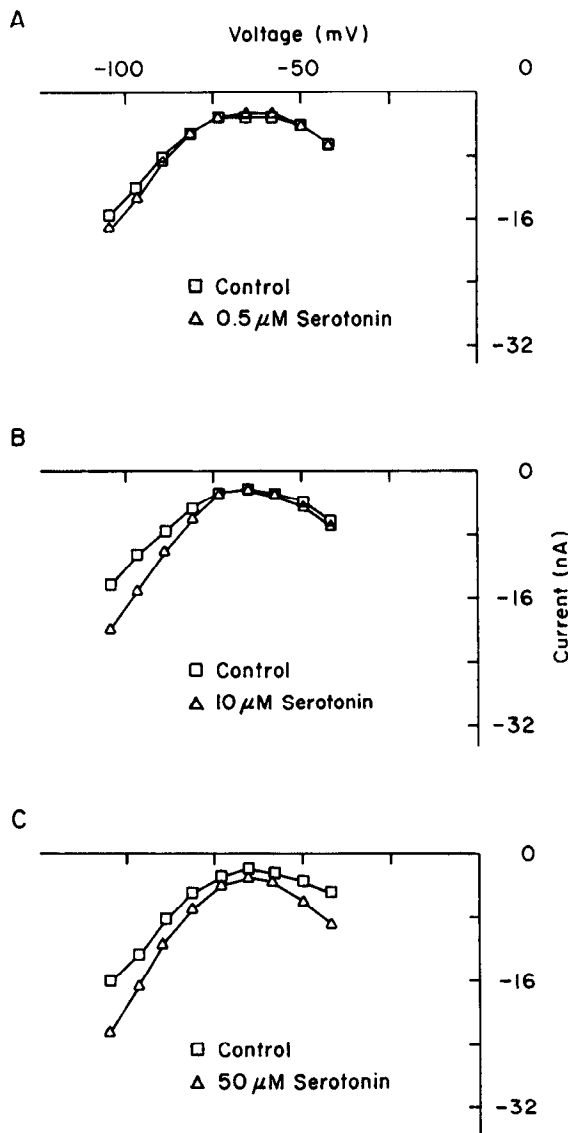 A
Voltage (mV)
-100 -50 0
-16
-32
Control
0.5 μM Serotonin
B
0
-16
-32
Current (nA)
Control
10 μM Serotonin
C
0
-16
-32
Control
50 μM Serotonin